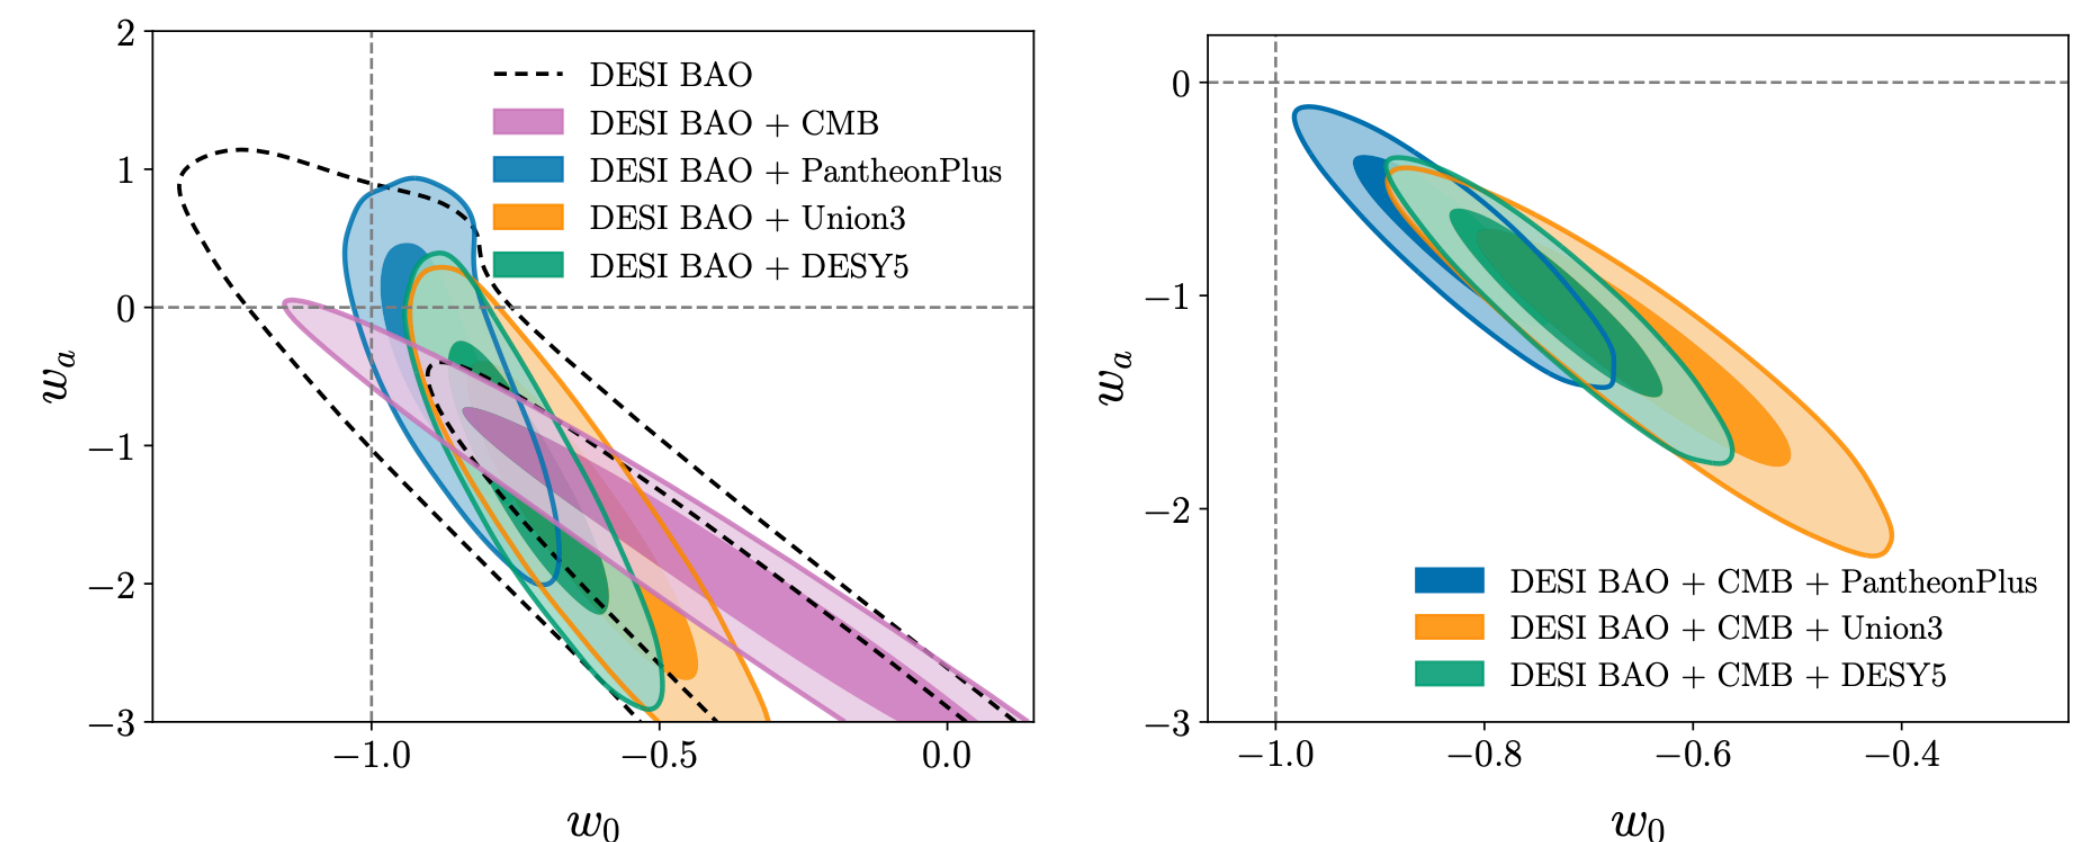 2
1
0
−1
−2
−3
w_a
−1.0
−0.5
0.0
w_0
DESI BAO
DESI BAO + CMB
DESI BAO + PantheonPlus
DESI BAO + Union3
DESI BAO + DESY5
0
−1
−2
−3
w_a
−1.0
−0.8
−0.6
−0.4
w_0
DESI BAO + CMB + PantheonPlus
DESI BAO + CMB + Union3
DESI BAO + CMB + DESY5